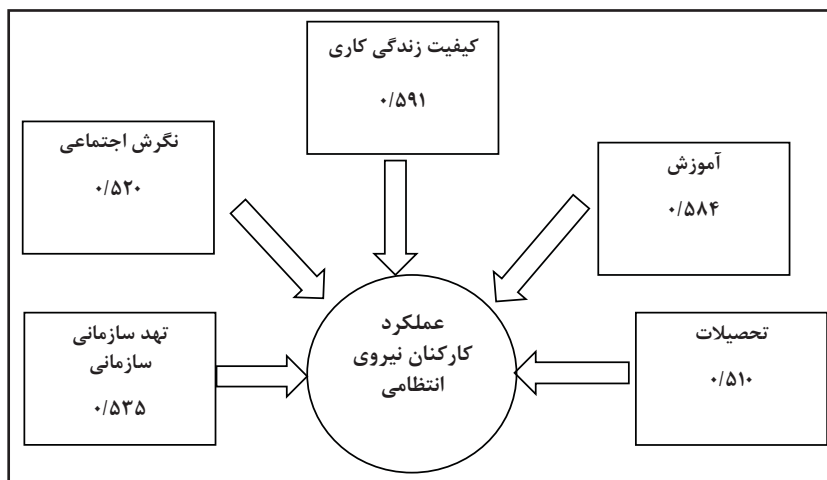 کیفیت زندگی کاری
۰/۵۹۱
آموزش
۰/۵۸۴
نگرش اجتماعی
۰/۵۲۰
تحصیلات
۰/۵۱۰
عملکرد
کارکنان نیروی
انتظامی
تهد سازمانی
سازمانی
۰/۵۳۵